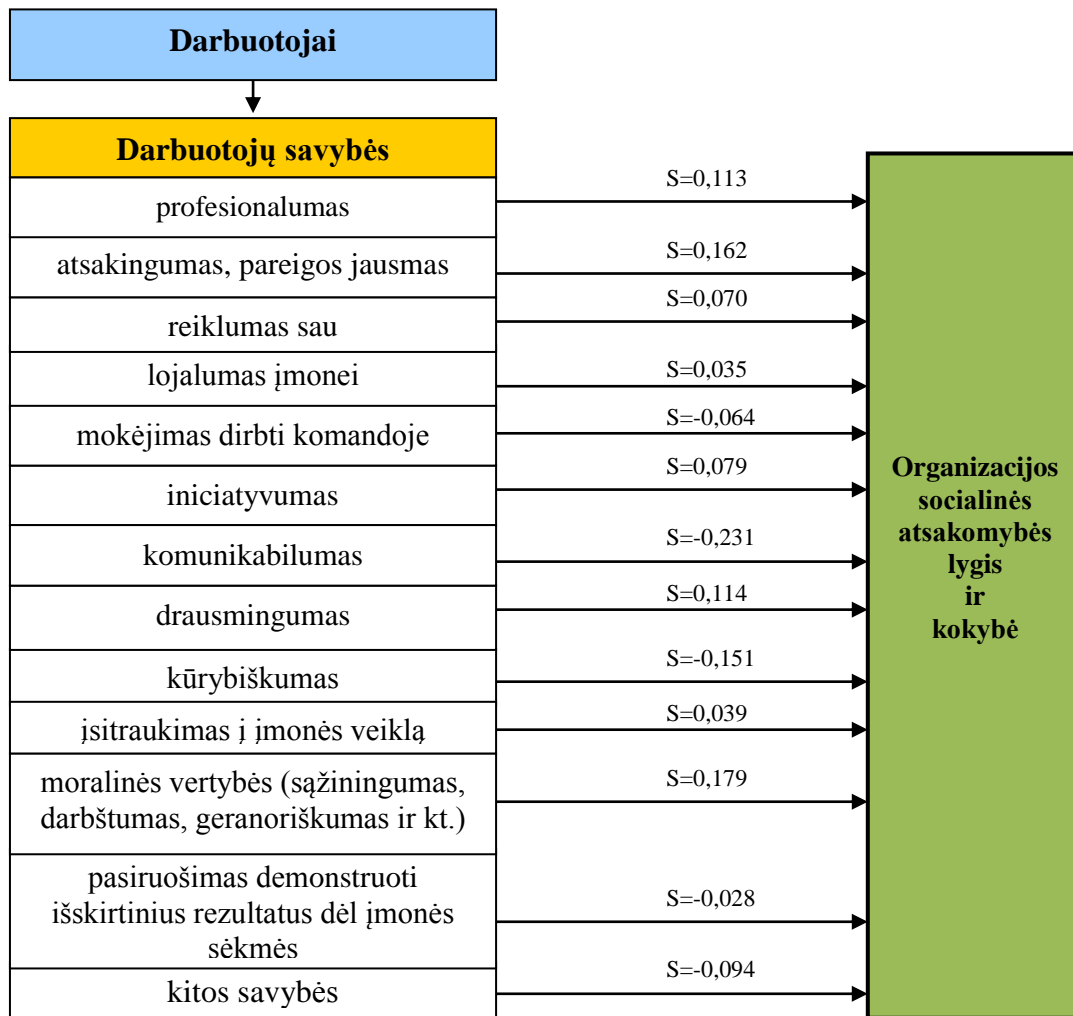 Darbuotojai
Darbuotojų savybės
profesionalumas
S=0,113
atsakingumas, pareigos jausmas
S=0,162
reiklumas sau
S=0,070
lojalumas įmonei
S=0,035
mokėjimas dirbti komandoje
S=-0,064
iniciatyvumas
S=0,079
komunikabilumas
S=-0,231
drausmingumas
S=0,114
kūrybiškumas
S=-0,151
įsitraukimas į įmonės veiklą
S=0,039
moralinės vertybės (sąžiningumas,
darbštumas, geranoriškumas ir kt.)
S=0,179
pasiruošimas demonstruoti
išskirtinius rezultatus dėl įmonės
sėkmės
S=-0,028
kitos savybės
S=-0,094
Organizacijos
socialinės
atsakomybės
lygis
ir
kokybė